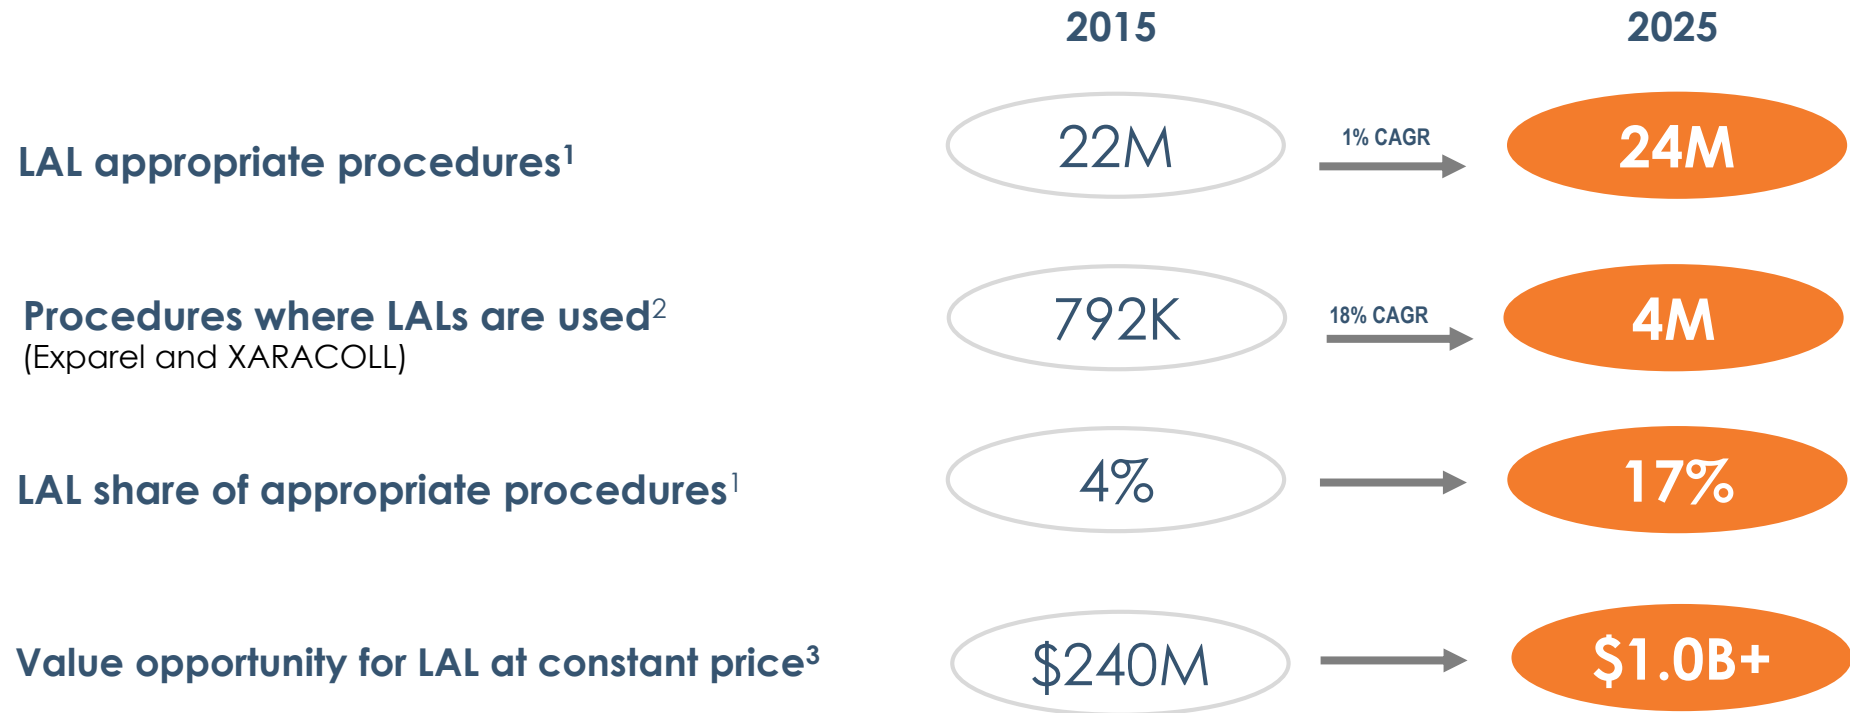 2015 2025
LAL appropriate procedures¹ 22M 1% CAGR 24M
Procedures where LALs are used² 792K 18% CAGR 4M
(Exparel and XARACOLL)
LAL share of appropriate procedures¹ 4% 17%
Value opportunity for LAL at constant price³ $240M $1.0B+